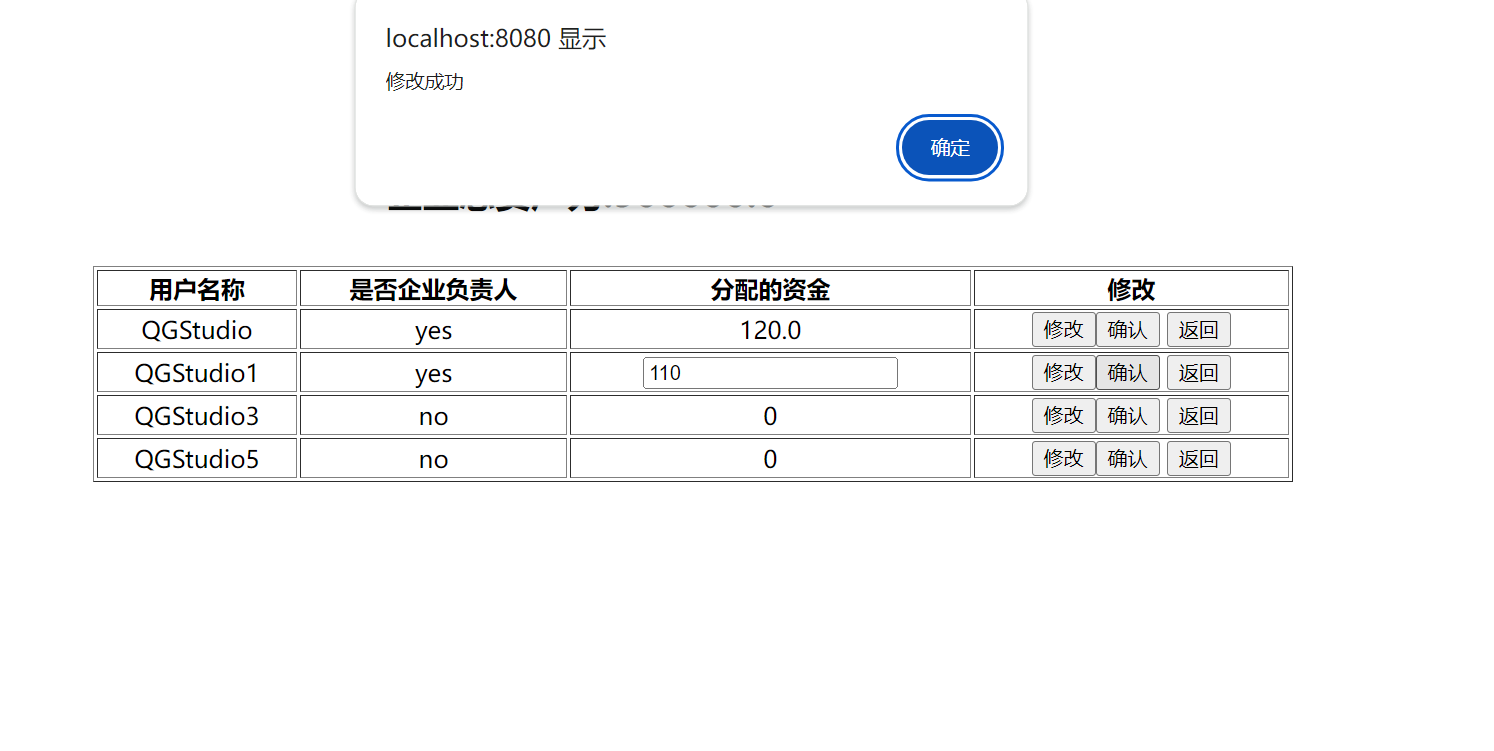 localhost:8080 显示
修改成功
确定
用户名称 是否企业负责人 分配的资金 修改
QGStudio yes 120.0 修改 确认 返回
QGStudio1 yes 110 修改 确认 返回
QGStudio3 no 0 修改 确认 返回
QGStudio5 no 0 修改 确认 返回